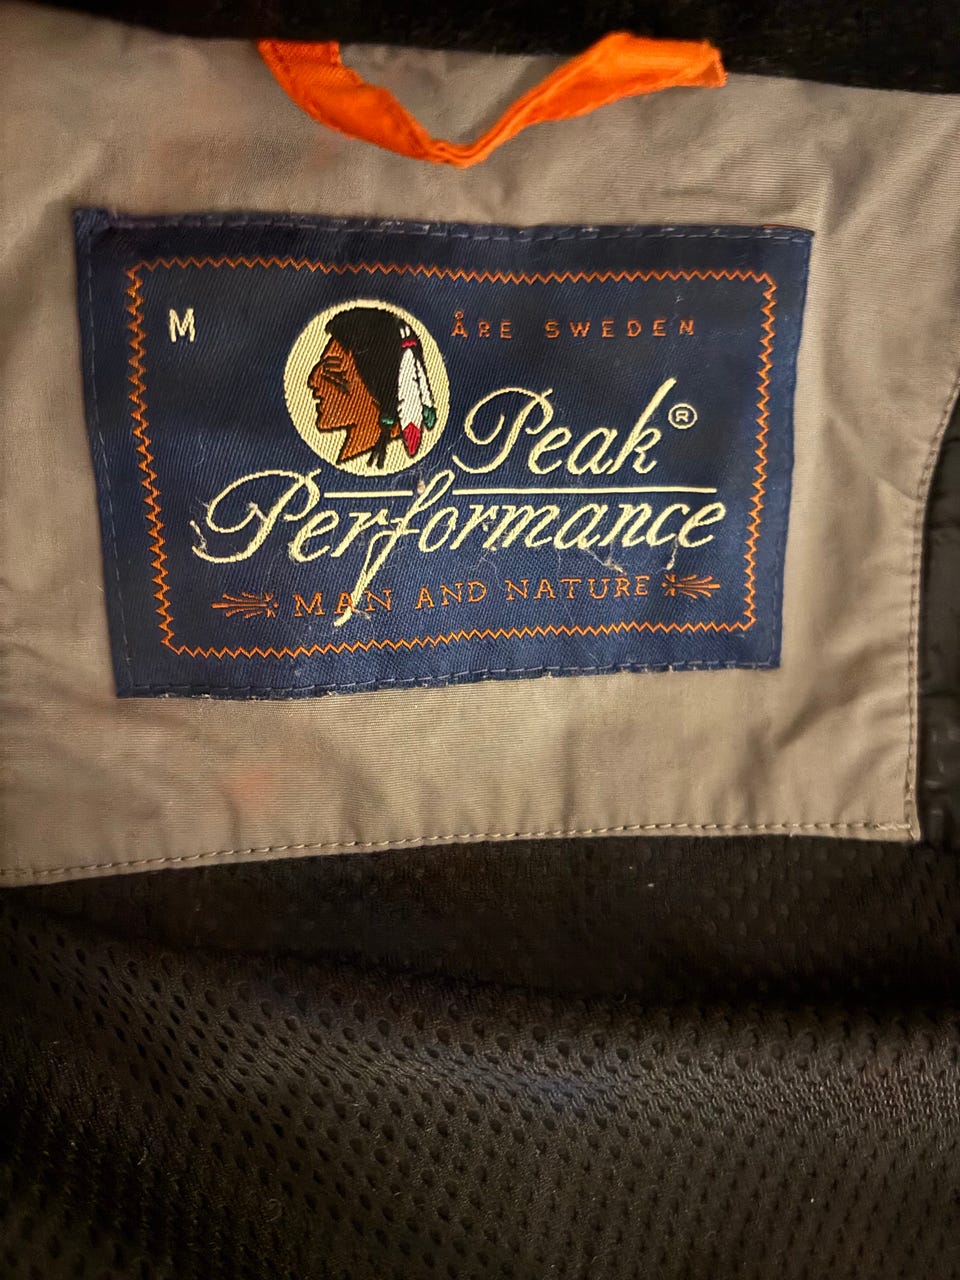 M
ÅRE SWEDEN
Peak®
Performance
MAN AND NATURE